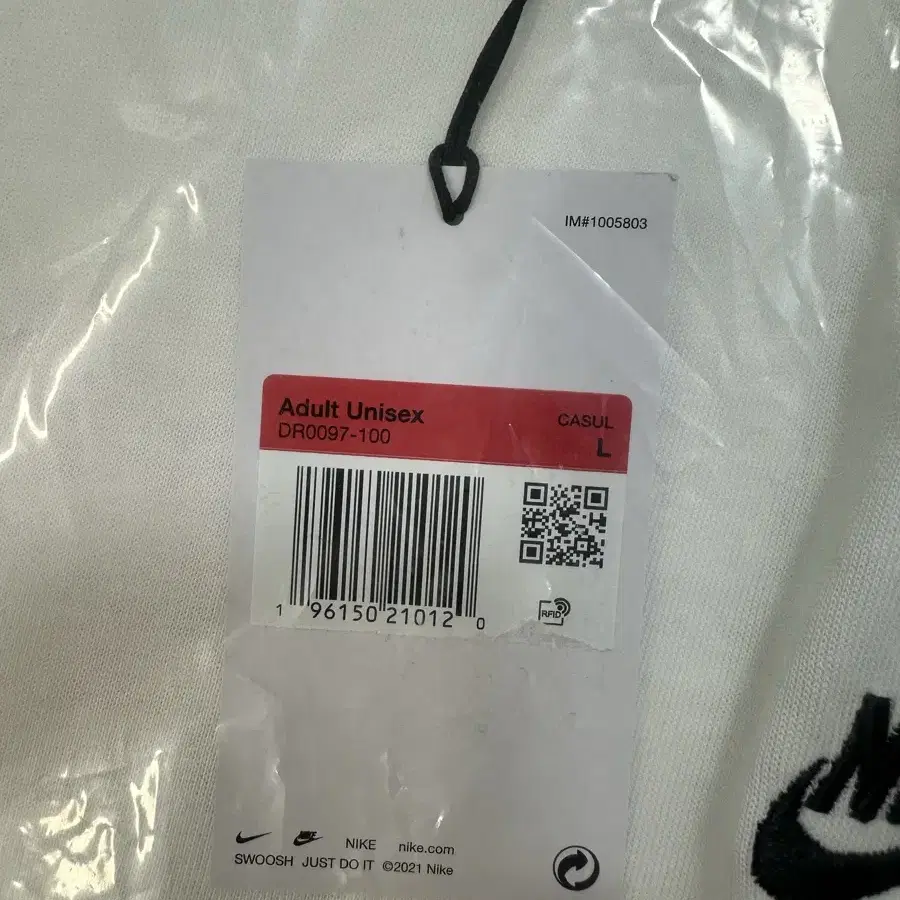 IM#1005803
Adult Unisex
DR0097-100
CASUL
L
1 96150 21012 0
RFID
NIKE nike.com
SWOOSH JUST DO IT ©2021 Nike